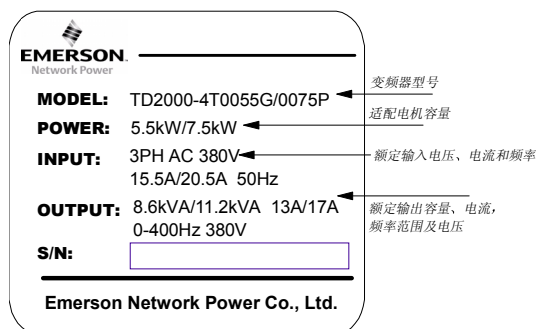 EMERSON.
Network Power
MODEL: TD2000-4T0055G/0075P
变频器型号
POWER: 5.5kW/7.5kW
适配电机容量
INPUT: 3PH AC 380V
额定输入电压、电流和频率
15.5A/20.5A 50Hz
OUTPUT: 8.6kVA/11.2kVA 13A/17A
额定输出容量、电流，
0-400Hz 380V
频率范围及电压
S/N:
Emerson Network Power Co., Ltd.